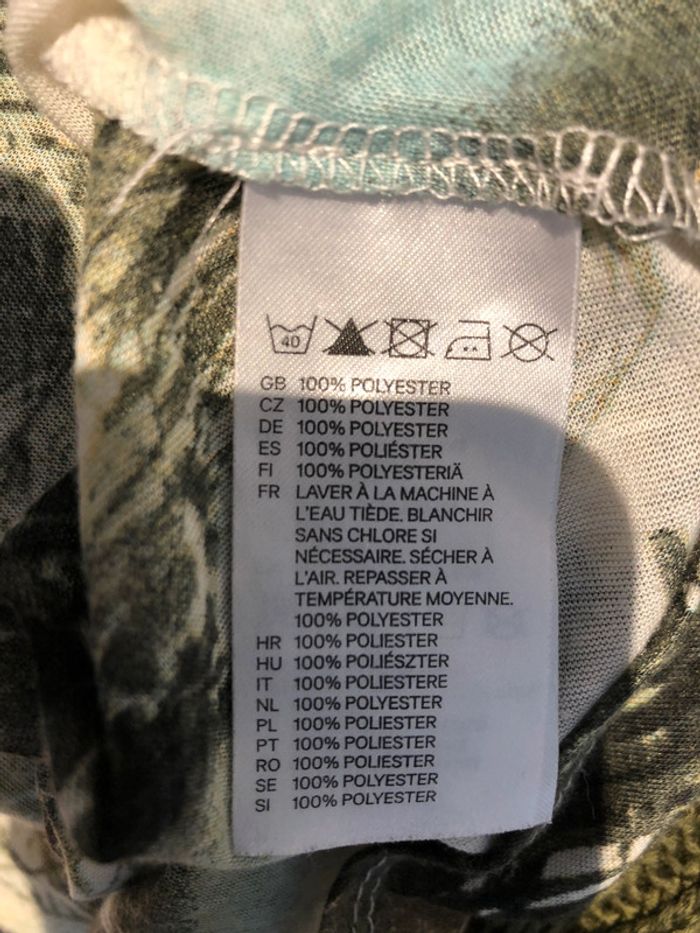 40
GB 100% POLYESTER
CZ 100% POLYESTER
DE 100% POLYESTER
ES 100% POLIÉSTER
FI 100% POLYESTERIÄ
FR LAVER À LA MACHINE À
L'EAU TIÈDE. BLANCHIR
SANS CHLORE SI
NÉCESSAIRE. SÉCHER À
L'AIR. REPASSER À
TEMPÉRATURE MOYENNE.
100% POLYESTER
HR 100% POLIESTER
HU 100% POLIÉSZTER
IT 100% POLIESTERE
NL 100% POLYESTER
PL 100% POLIESTER
PT 100% POLIESTER
RO 100% POLIESTER
SE 100% POLYESTER
SI 100% POLYESTER